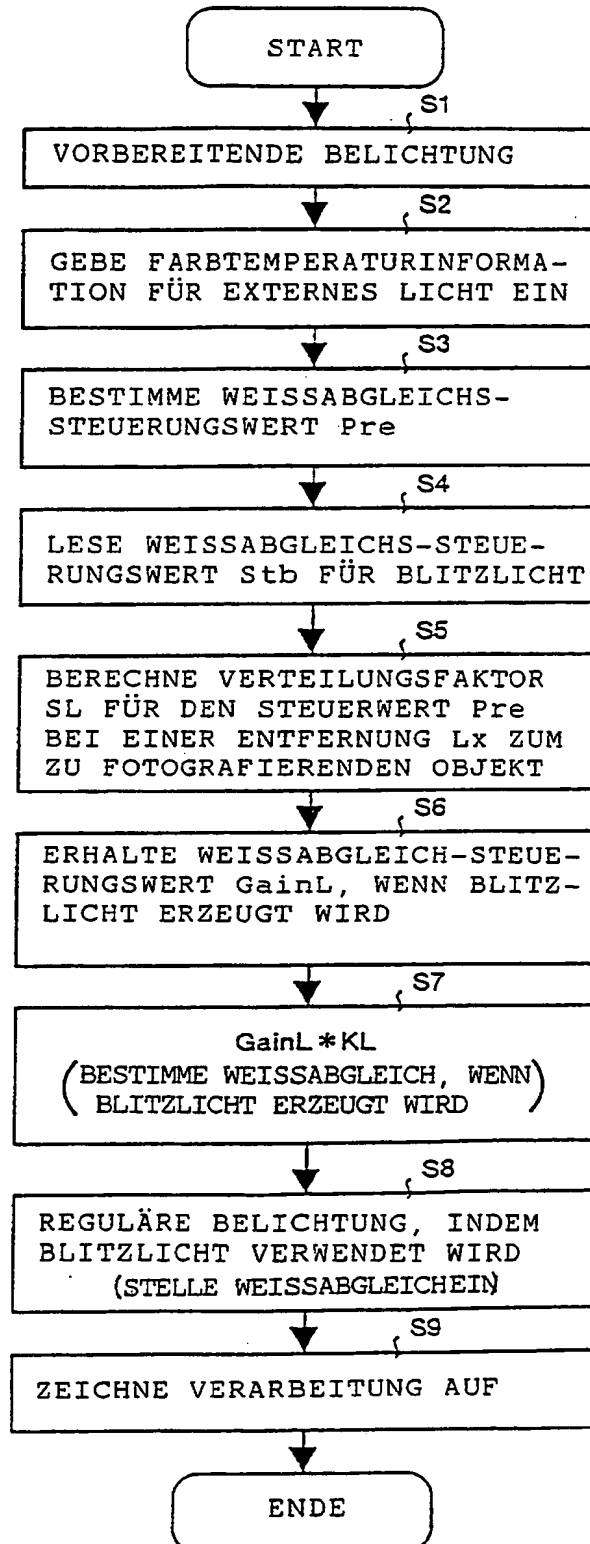 START
S1
VORBEREITENDE BELICHTUNG
S2
GEBE FARBTEMPERATURINFORMA-
TION FÜR EXTERNES LICHT EIN
S3
BESTIMME WEISSABGLEICHS-
STEUERUNGSWERT Pre
S4
LESE WEISSABGLEICHS-STEUE-
RUNGSWERT Stb FÜR BLITZLICHT
S5
BERECHNE VERTEILUNGSFAKTOR
SL FÜR DEN STEUERWERT Pre
BEI EINER ENTFERNUNG Lx ZUM
ZU FOTOGRAFIERENDEN OBJEKT
S6
ERHALTE WEISSABGLEICH-STEUE-
RUNGSWERT GainL, WENN BLITZ-
LICHT ERZEUGT WIRD
S7
GainL*KL
(BESTIMME WEISSABGLEICH, WENN
BLITZLICHT ERZEUGT WIRD)
S8
REGULÄRE BELICHTUNG, INDEM
BLITZLICHT VERWENDET WIRD
(STELLE WEISSABGLEICHEIN)
S9
ZEICHNE VERARBEITUNG AUF
ENDE